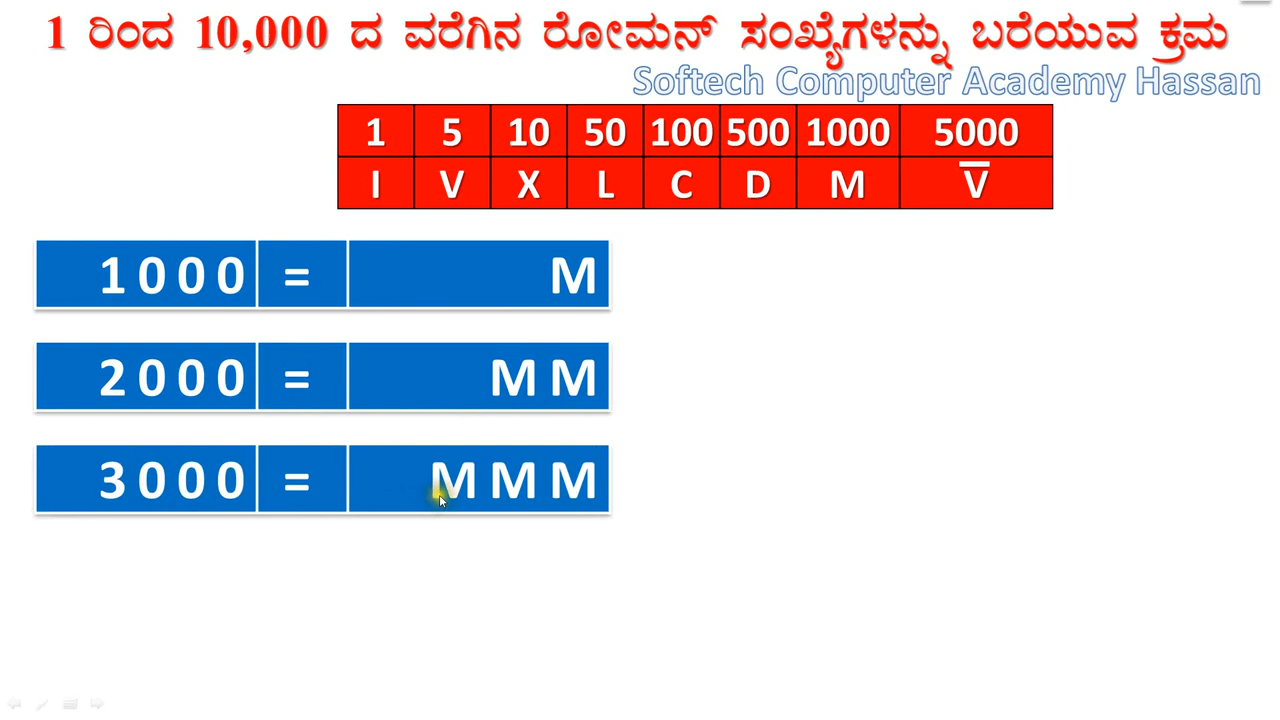 1 ರಿಂದ 10,000 ದ ವರೆಗಿನ ರೋಮನ್ ಸಂಖ್ಯೆಗಳನ್ನು ಬರೆಯುವ ಕ್ರಮ
Softech Computer Academy Hassan
1 5 10 50 100 500 1000 5000
I V X L C D M V̅
1000 = M
2000 = MM
3000 = MMM